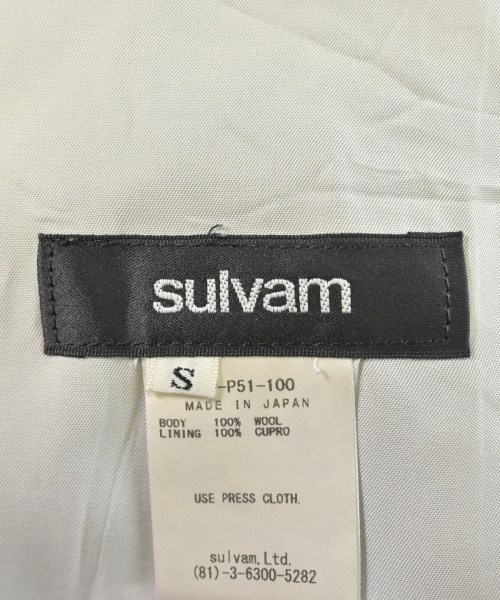 sulvam
S
-P51-100
MADE IN JAPAN
BODY 100% WOOL
LINING 100% CUPRO
USE PRESS CLOTH.
sulvam,Ltd.
(81)-3-6300-5282